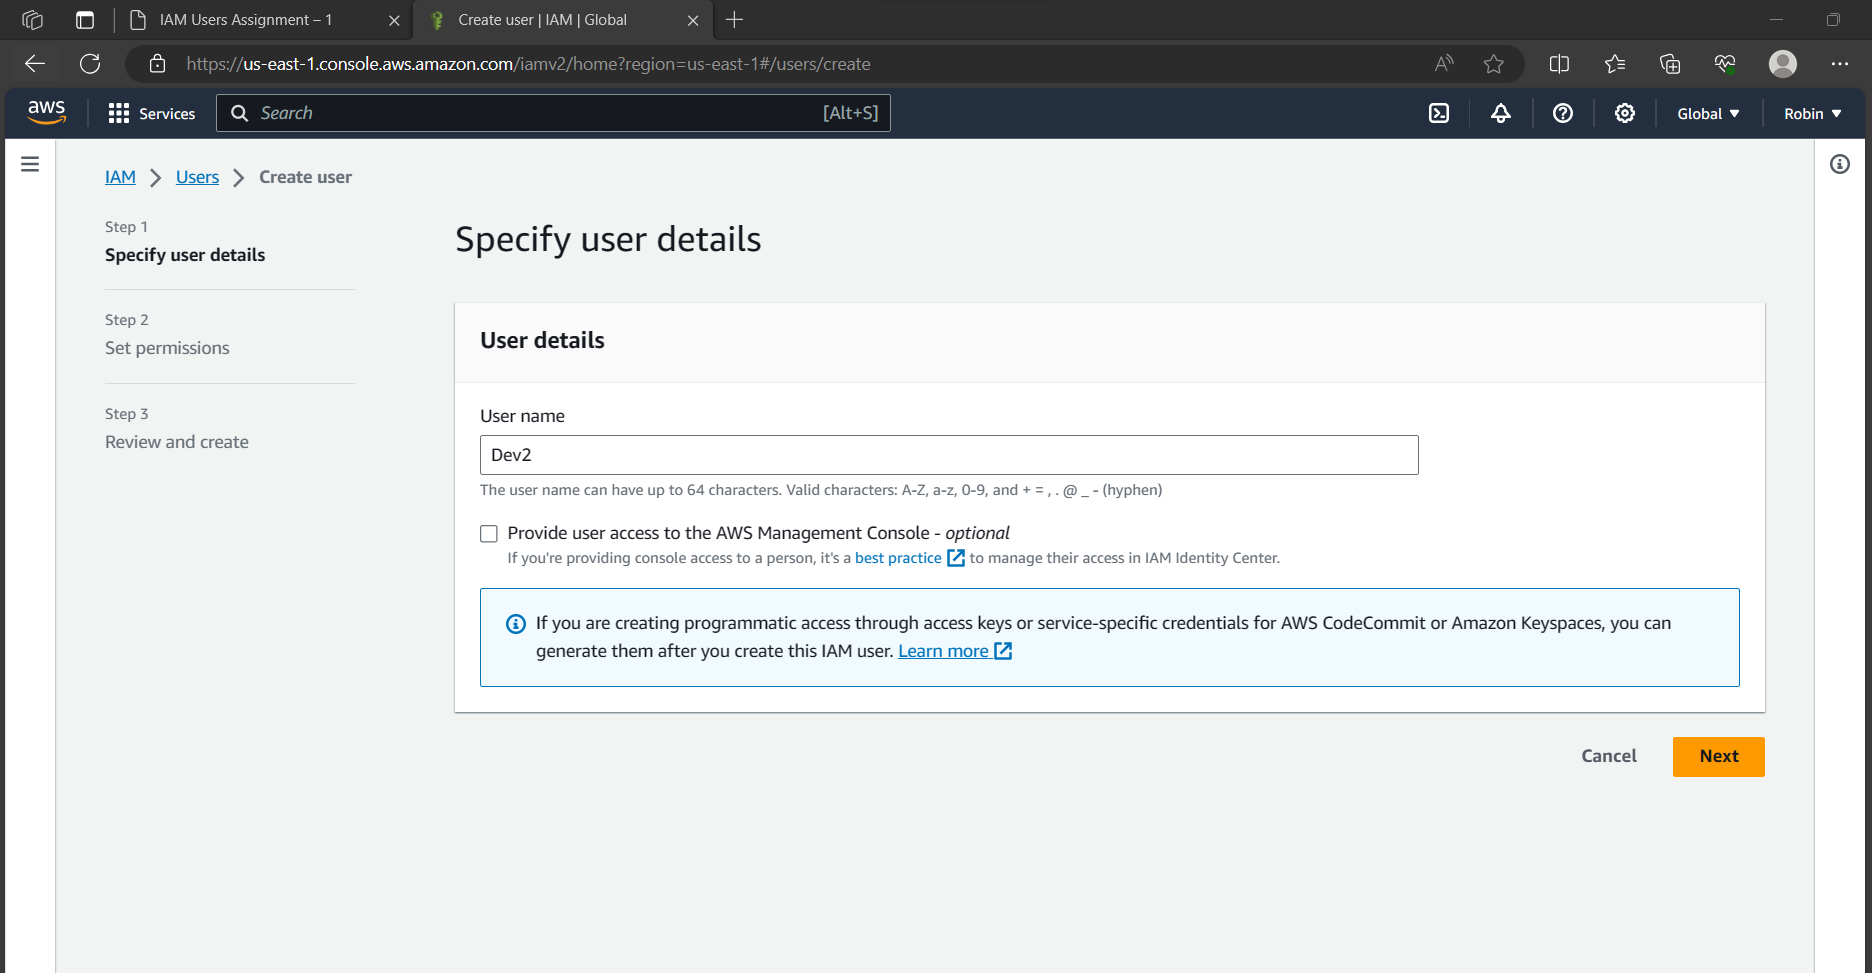 IAM Users Assignment – 1
Create user | IAM | Global
https://us-east-1.console.aws.amazon.com/iamv2/home?region=us-east-1#/users/create
aws
Services
Search
[Alt+S]
Global
Robin
IAM
Users
Create user
Step 1
Specify user details
Step 2
Set permissions
Step 3
Review and create
Specify user details
User details
User name
Dev2
The user name can have up to 64 characters. Valid characters: A-Z, a-z, 0-9, and + = , . @ _ - (hyphen)
Provide user access to the AWS Management Console - optional
If you're providing console access to a person, it's a best practice to manage their access in IAM Identity Center.
If you are creating programmatic access through access keys or service-specific credentials for AWS CodeCommit or Amazon Keyspaces, you can
generate them after you create this IAM user. Learn more
Cancel
Next